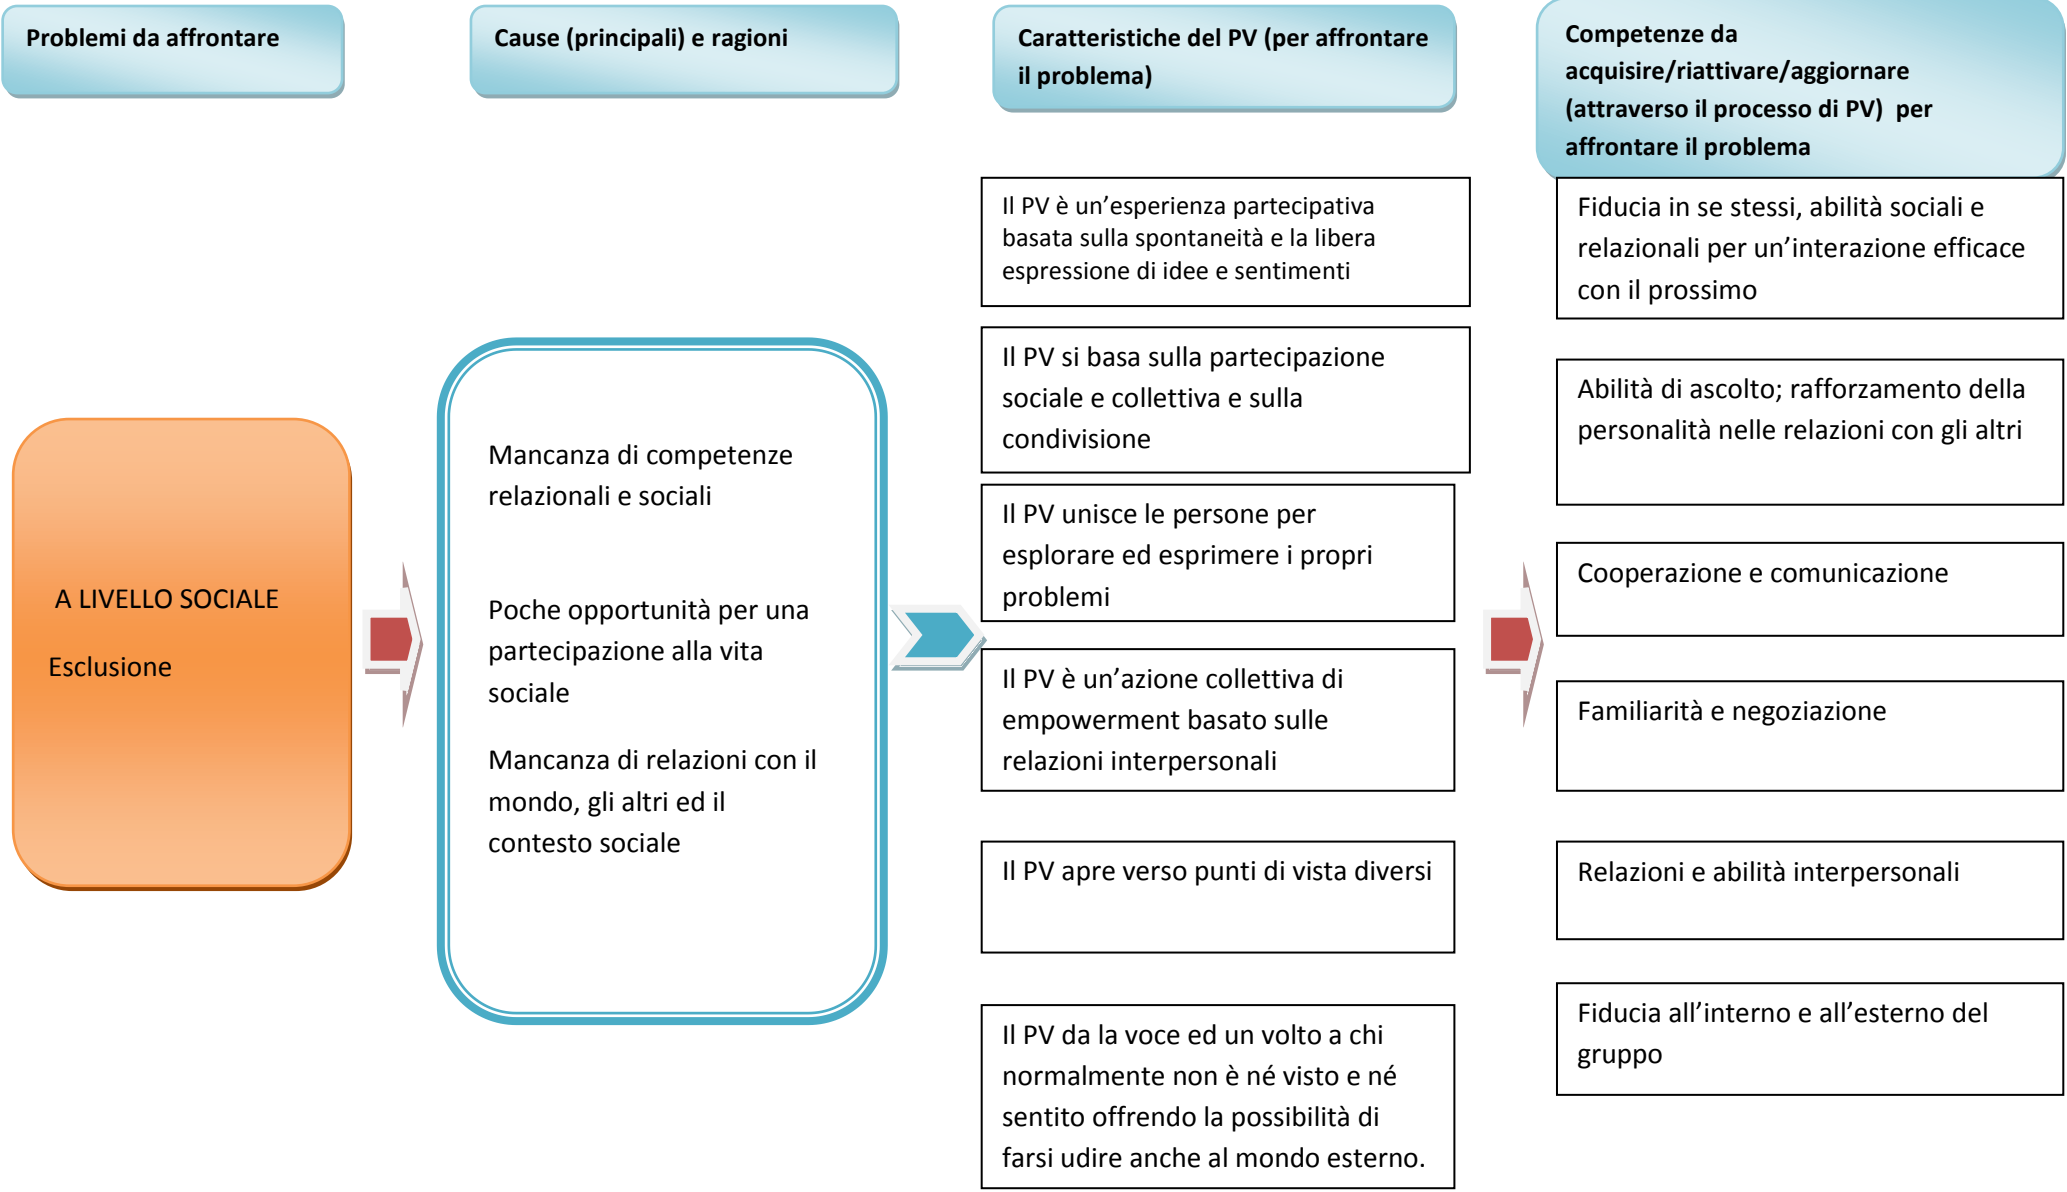 Problemi da affrontare
Cause (principali) e ragioni
Caratteristiche del PV (per affrontare
il problema)
Competenze da
acquisire/riattivare/aggiornare
(attraverso il processo di PV) per
affrontare il problema
A LIVELLO SOCIALE
Esclusione
Mancanza di competenze
relazionali e sociali
Poche opportunità per una
partecipazione alla vita
sociale
Mancanza di relazioni con il
mondo, gli altri ed il
contesto sociale
Il PV è un’esperienza partecipativa
basata sulla spontaneità e la libera
espressione di idee e sentimenti
Il PV si basa sulla partecipazione
sociale e collettiva e sulla
condivisione
Il PV unisce le persone per
esplorare ed esprimere i propri
problemi
Il PV è un’azione collettiva di
empowerment basato sulle
relazioni interpersonali
Il PV apre verso punti di vista diversi
Il PV da la voce ed un volto a chi
normalmente non è né visto e né
sentito offrendo la possibilità di
farsi udire anche al mondo esterno.
Fiducia in se stessi, abilità sociali e
relazionali per un’interazione efficace
con il prossimo
Abilità di ascolto; rafforzamento della
personalità nelle relazioni con gli altri
Cooperazione e comunicazione
Familiarità e negoziazione
Relazioni e abilità interpersonali
Fiducia all’interno e all’esterno del
gruppo